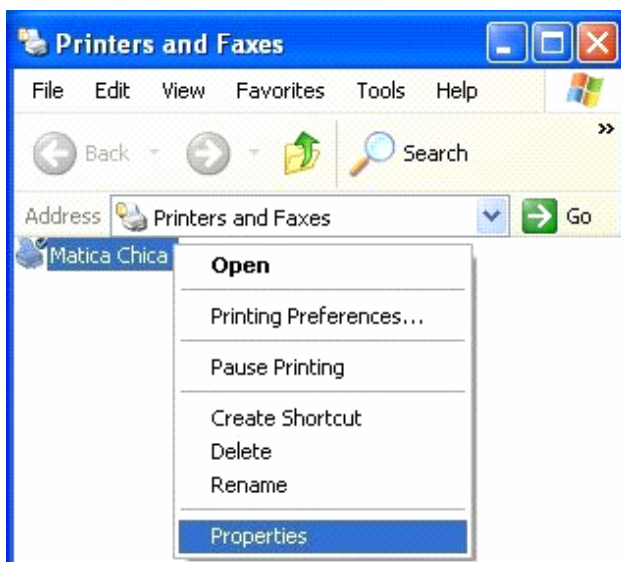 Printers and Faxes
File Edit View Favorites Tools Help
Back Search »
Address Printers and Faxes Go
Matica Chica
Open
Printing Preferences...
Pause Printing
Create Shortcut
Delete
Rename
Properties